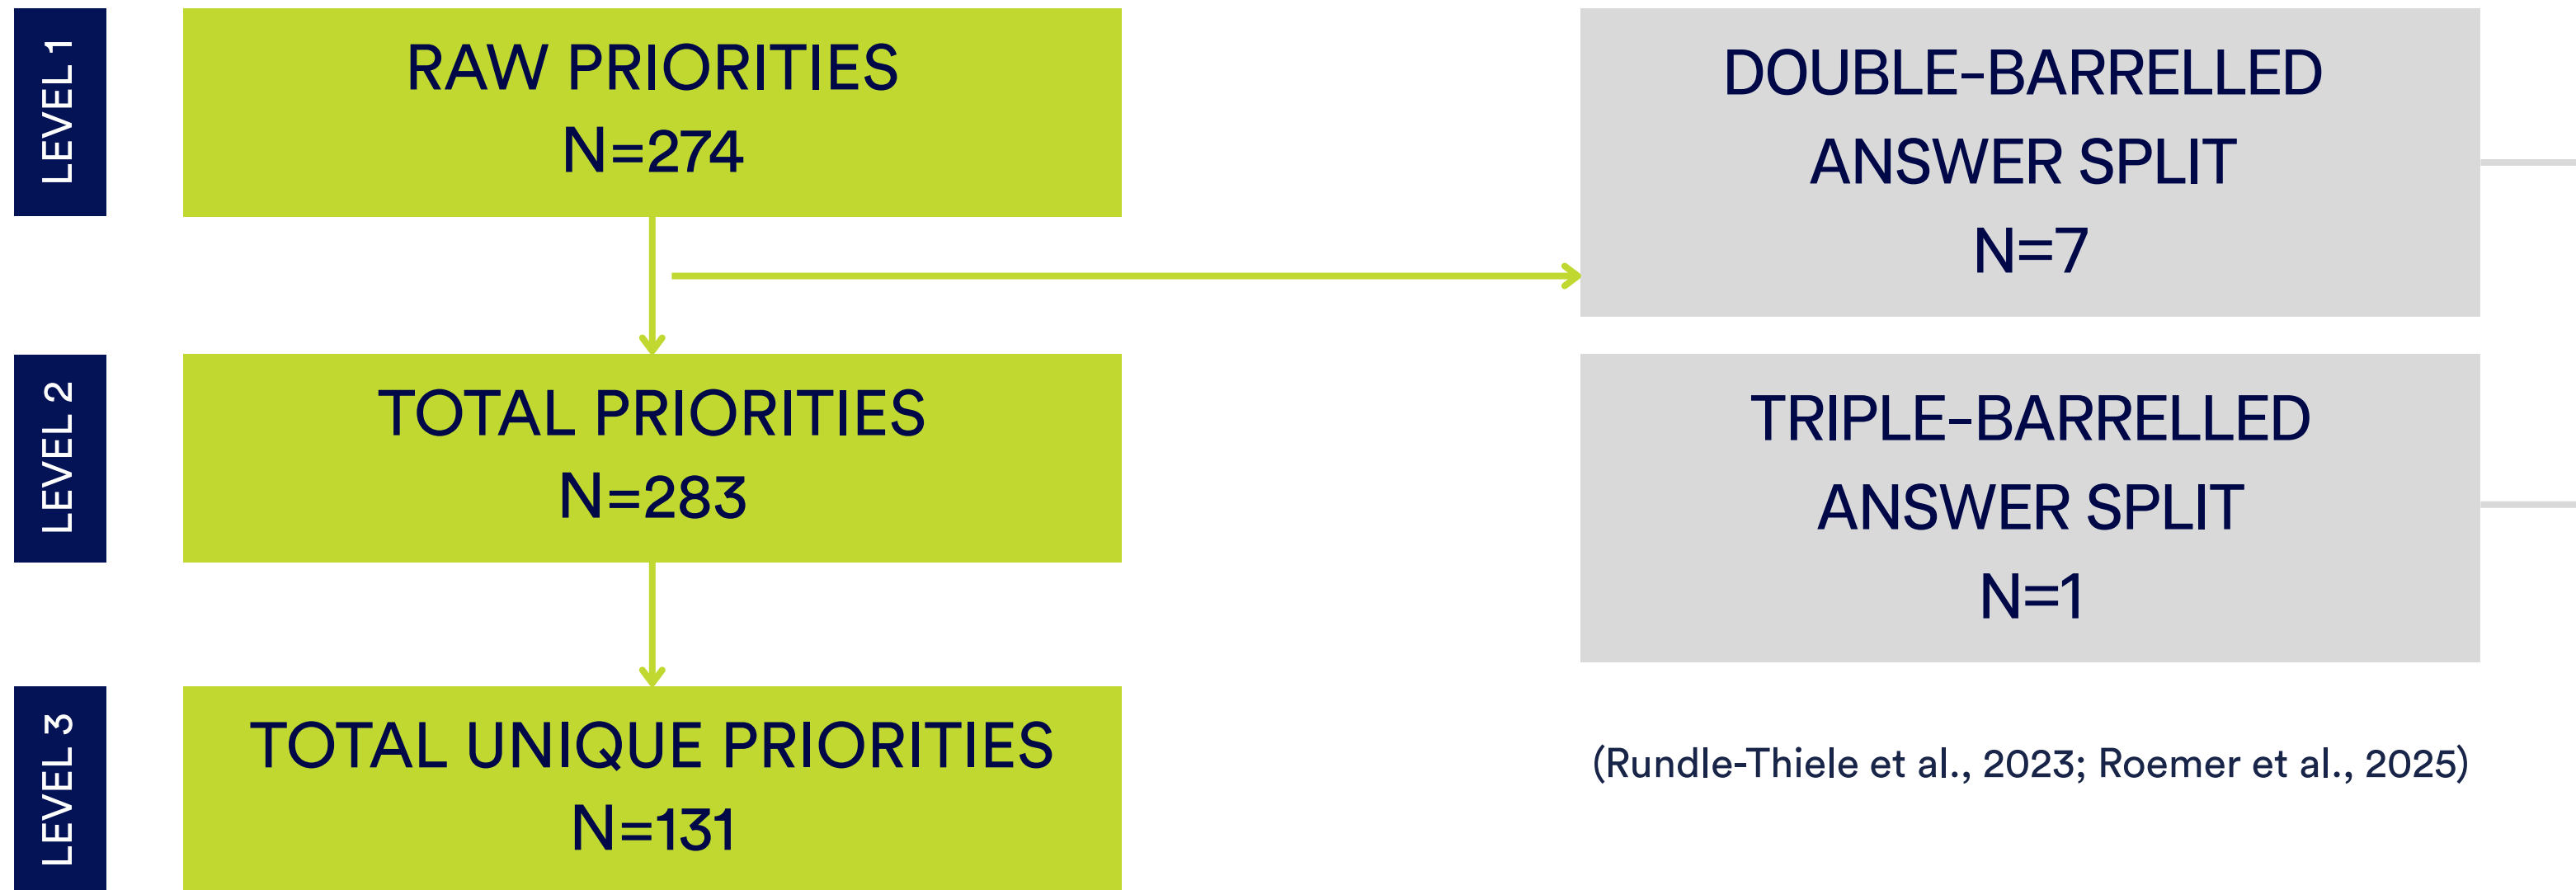 LEVEL 1
RAW PRIORITIES
N=274
DOUBLE-BARRELLED
ANSWER SPLIT
N=7
LEVEL 2
TOTAL PRIORITIES
N=283
TRIPLE-BARRELLED
ANSWER SPLIT
N=1
LEVEL 3
TOTAL UNIQUE PRIORITIES
N=131
(Rundle-Thiele et al., 2023; Roemer et al., 2025)